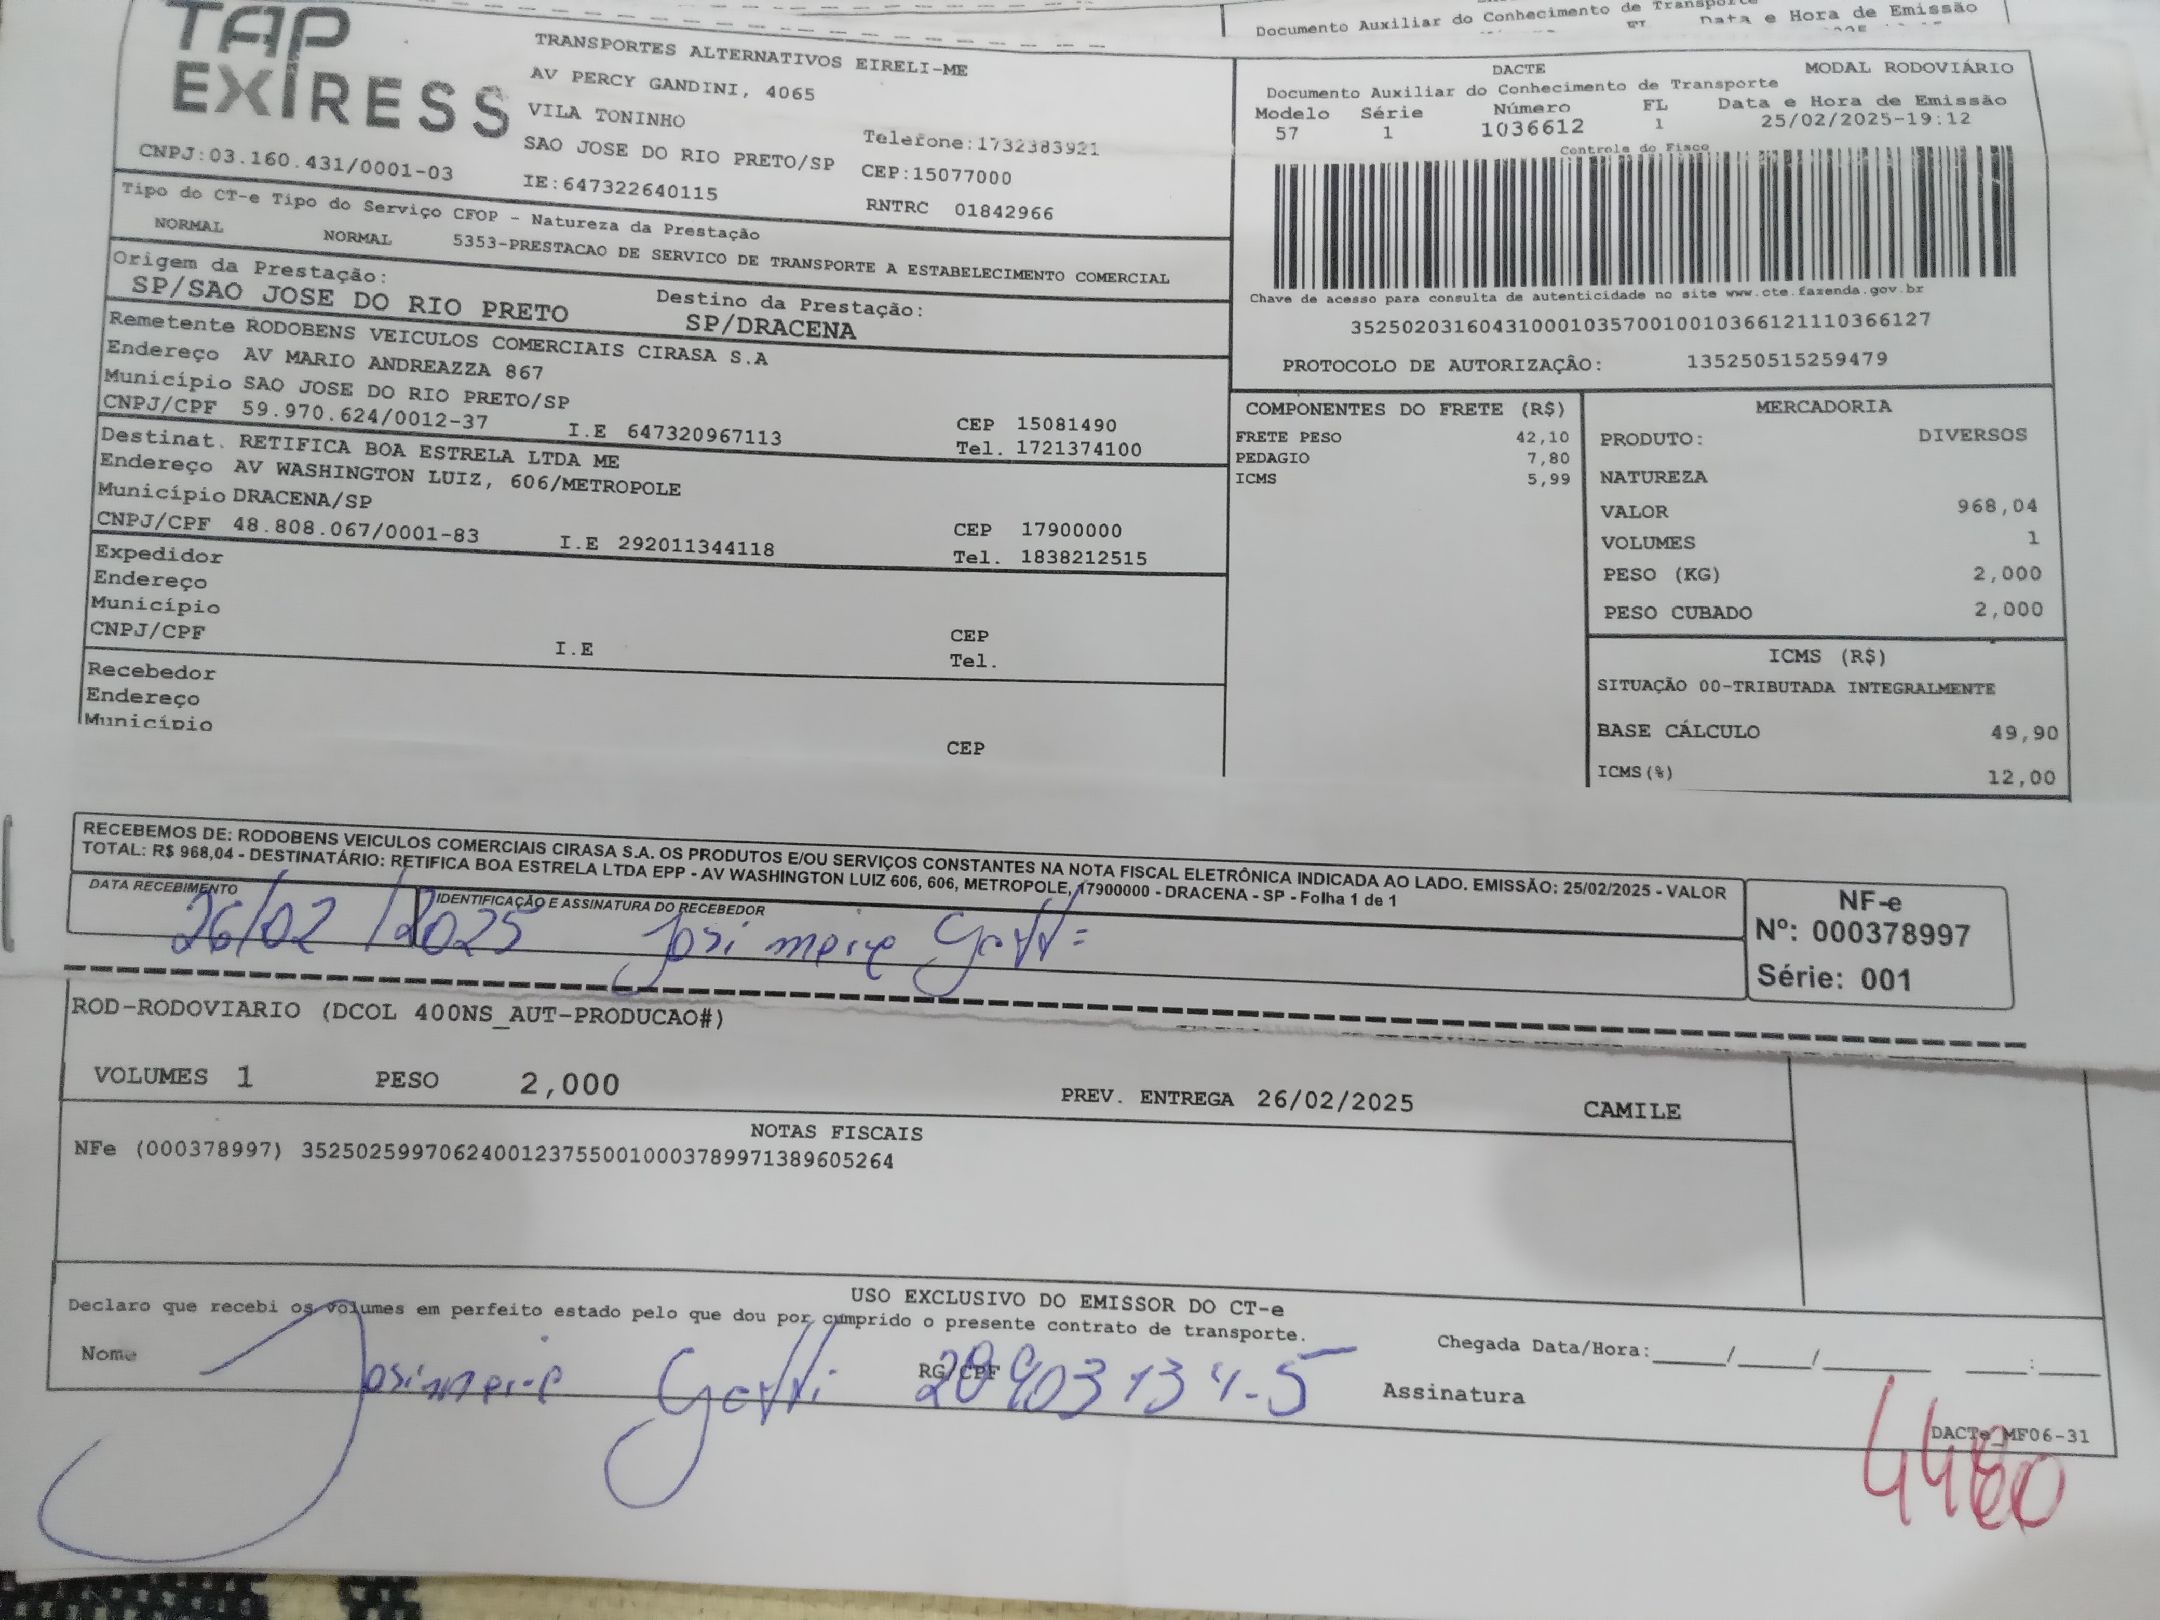 Documento Auxiliar do Conhecimento de Transporte
Data e Hora de Emissão
TAP EXPRESS
TRANSPORTES ALTERNATIVOS EIRELI-ME
AV PERCY GANDINI, 4065
VILA TONINHO
SAO JOSE DO RIO PRETO/SP
Telefone:1732383921
CEP:15077000
CNPJ:03.160.431/0001-03
IE:647322640115
RNTRC 01842966
DACTE MODAL RODOVIÁRIO
Documento Auxiliar do Conhecimento de Transporte
Modelo Série Número FL Data e Hora de Emissão
57 1 1036612 1 25/02/2025-19:12
Controle do Fisco
Chave de acesso para consulta de autenticidade no site www.cte.fazenda.gov.br
35250203160431000103570010010366121110366127
PROTOCOLO DE AUTORIZAÇÃO: 135250515259479
Tipo do CT-e Tipo do Serviço CFOP - Natureza da Prestação
NORMAL NORMAL 5353-PRESTACAO DE SERVICO DE TRANSPORTE A ESTABELECIMENTO COMERCIAL
Origem da Prestação: Destino da Prestação:
SP/SAO JOSE DO RIO PRETO SP/DRACENA
Remetente RODOBENS VEICULOS COMERCIAIS CIRASA S.A
Endereço AV MARIO ANDREAZZA 867
Município SAO JOSE DO RIO PRETO/SP CEP 15081490
CNPJ/CPF 59.970.624/0012-37 I.E 647320967113 Tel. 1721374100
Destinat. RETIFICA BOA ESTRELA LTDA ME
Endereço AV WASHINGTON LUIZ, 606/METROPOLE
Município DRACENA/SP CEP 17900000
CNPJ/CPF 48.808.067/0001-83 I.E 292011344118 Tel. 1838212515
Expedidor
Endereço
Município CEP
CNPJ/CPF I.E Tel.
Recebedor
Endereço
Município CEP
COMPONENTES DO FRETE (R$)
FRETE PESO 42,10
PEDAGIO 7,80
ICMS 5,99
MERCADORIA
PRODUTO: DIVERSOS
NATUREZA
VALOR 968,04
VOLUMES 1
PESO (KG) 2,000
PESO CUBADO 2,000
ICMS (R$)
SITUAÇÃO 00-TRIBUTADA INTEGRALMENTE
BASE CÁLCULO 49,90
ICMS(%) 12,00
RECEBEMOS DE: RODOBENS VEICULOS COMERCIAIS CIRASA S.A. OS PRODUTOS E/OU SERVIÇOS CONSTANTES NA NOTA FISCAL ELETRÔNICA INDICADA AO LADO. EMISSÃO: 25/02/2025 - VALOR
TOTAL: R$ 968,04 - DESTINATÁRIO: RETIFICA BOA ESTRELA LTDA EPP - AV WASHINGTON LUIZ 606, 606, METROPOLE, 17900000 - DRACENA - SP - Folha 1 de 1
DATA RECEBIMENTO IDENTIFICAÇÃO E ASSINATURA DO RECEBEDOR
26/02/2025 Josimeire
NF-e
Nº: 000378997
Série: 001
ROD-RODOVIARIO (DCOL 400NS_AUT-PRODUCAO#)
VOLUMES 1 PESO 2,000 PREV. ENTREGA 26/02/2025 CAMILE
NOTAS FISCAIS
NFe (000378997) 35250259970624001237550010003789971389605264
USO EXCLUSIVO DO EMISSOR DO CT-e
Declaro que recebi os volumes em perfeito estado pelo que dou por cumprido o presente contrato de transporte.
Chegada Data/Hora:____/____/______ ___:___
Nome Josimeire RG/CPF Assinatura
DACTe_MF06-31